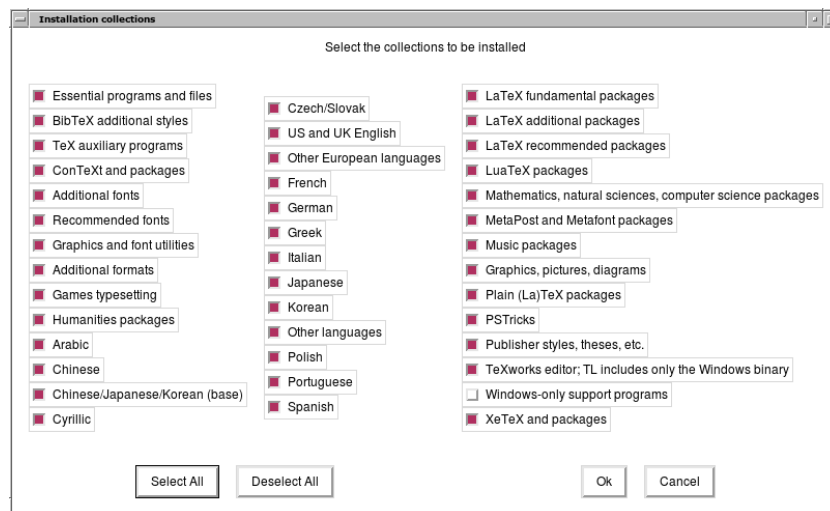 Installation collections
Select the collections to be installed
Essential programs and files
BibTeX additional styles
TeX auxiliary programs
ConTeXt and packages
Additional fonts
Recommended fonts
Graphics and font utilities
Additional formats
Games typesetting
Humanities packages
Arabic
Chinese
Chinese/Japanese/Korean (base)
Cyrillic
Czech/Slovak
US and UK English
Other European languages
French
German
Greek
Italian
Japanese
Korean
Other languages
Polish
Portuguese
Spanish
LaTeX fundamental packages
LaTeX additional packages
LaTeX recommended packages
LuaTeX packages
Mathematics, natural sciences, computer science packages
MetaPost and Metafont packages
Music packages
Graphics, pictures, diagrams
Plain (La)TeX packages
PSTricks
Publisher styles, theses, etc.
TeXworks editor; TL includes only the Windows binary
Windows-only support programs
XeTeX and packages
Select All
Deselect All
Ok
Cancel